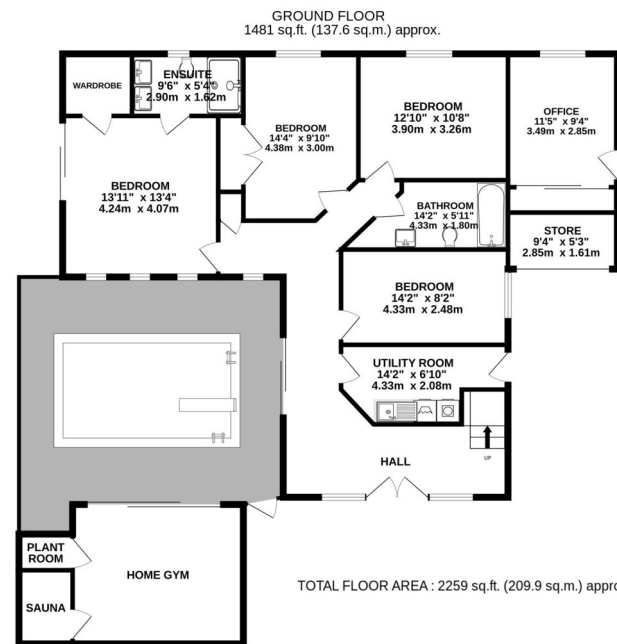 GROUND FLOOR
1481 sq.ft. (137.6 sq.m.) approx.
WARDROBE
ENSUITE
9'6" x 5'4"
2.90m x 1.62m
BEDROOM
14'4" x 9'10"
4.38m x 3.00m
BEDROOM
12'10" x 10'8"
3.90m x 3.26m
OFFICE
11'5" x 9'4"
3.49m x 2.85m
BEDROOM
13'11" x 13'4"
4.24m x 4.07m
BATHROOM
14'2" x 5'11"
4.33m x 1.80m
STORE
9'4" x 5'3"
2.85m x 1.61m
BEDROOM
14'2" x 8'2"
4.33m x 2.48m
UTILITY ROOM
14'2" x 6'10"
4.33m x 2.08m
UP
HALL
PLANT
ROOM
HOME GYM
SAUNA
TOTAL FLOOR AREA : 2259 sq.ft. (209.9 sq.m.) approx